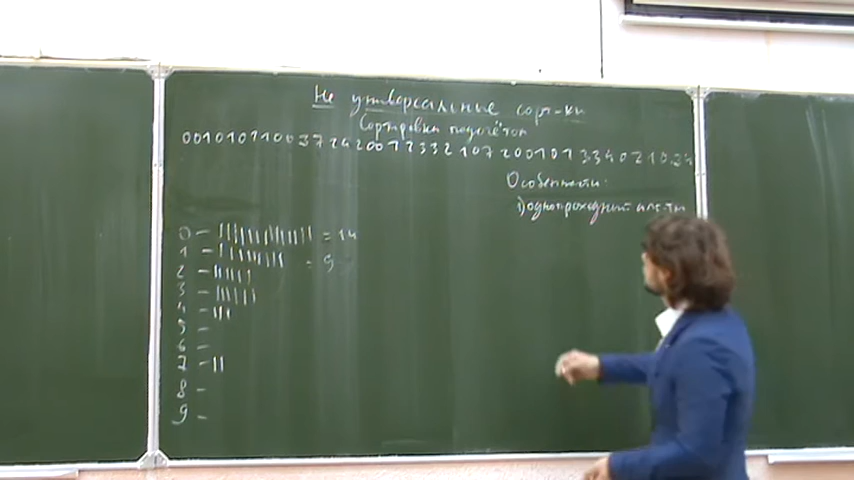 Не универсальные сорт-ки
Сортировка подсчётом
0010107100372420012332107200101334021024
Особенности:
1) однопроходный алг-тм
0 - |||||||||||||| = 14
1 - ||||||||| = 9
2 - |||||
3 - ||||||
4 - |||
5 -
6 -
7 - ||
8 -
9 -